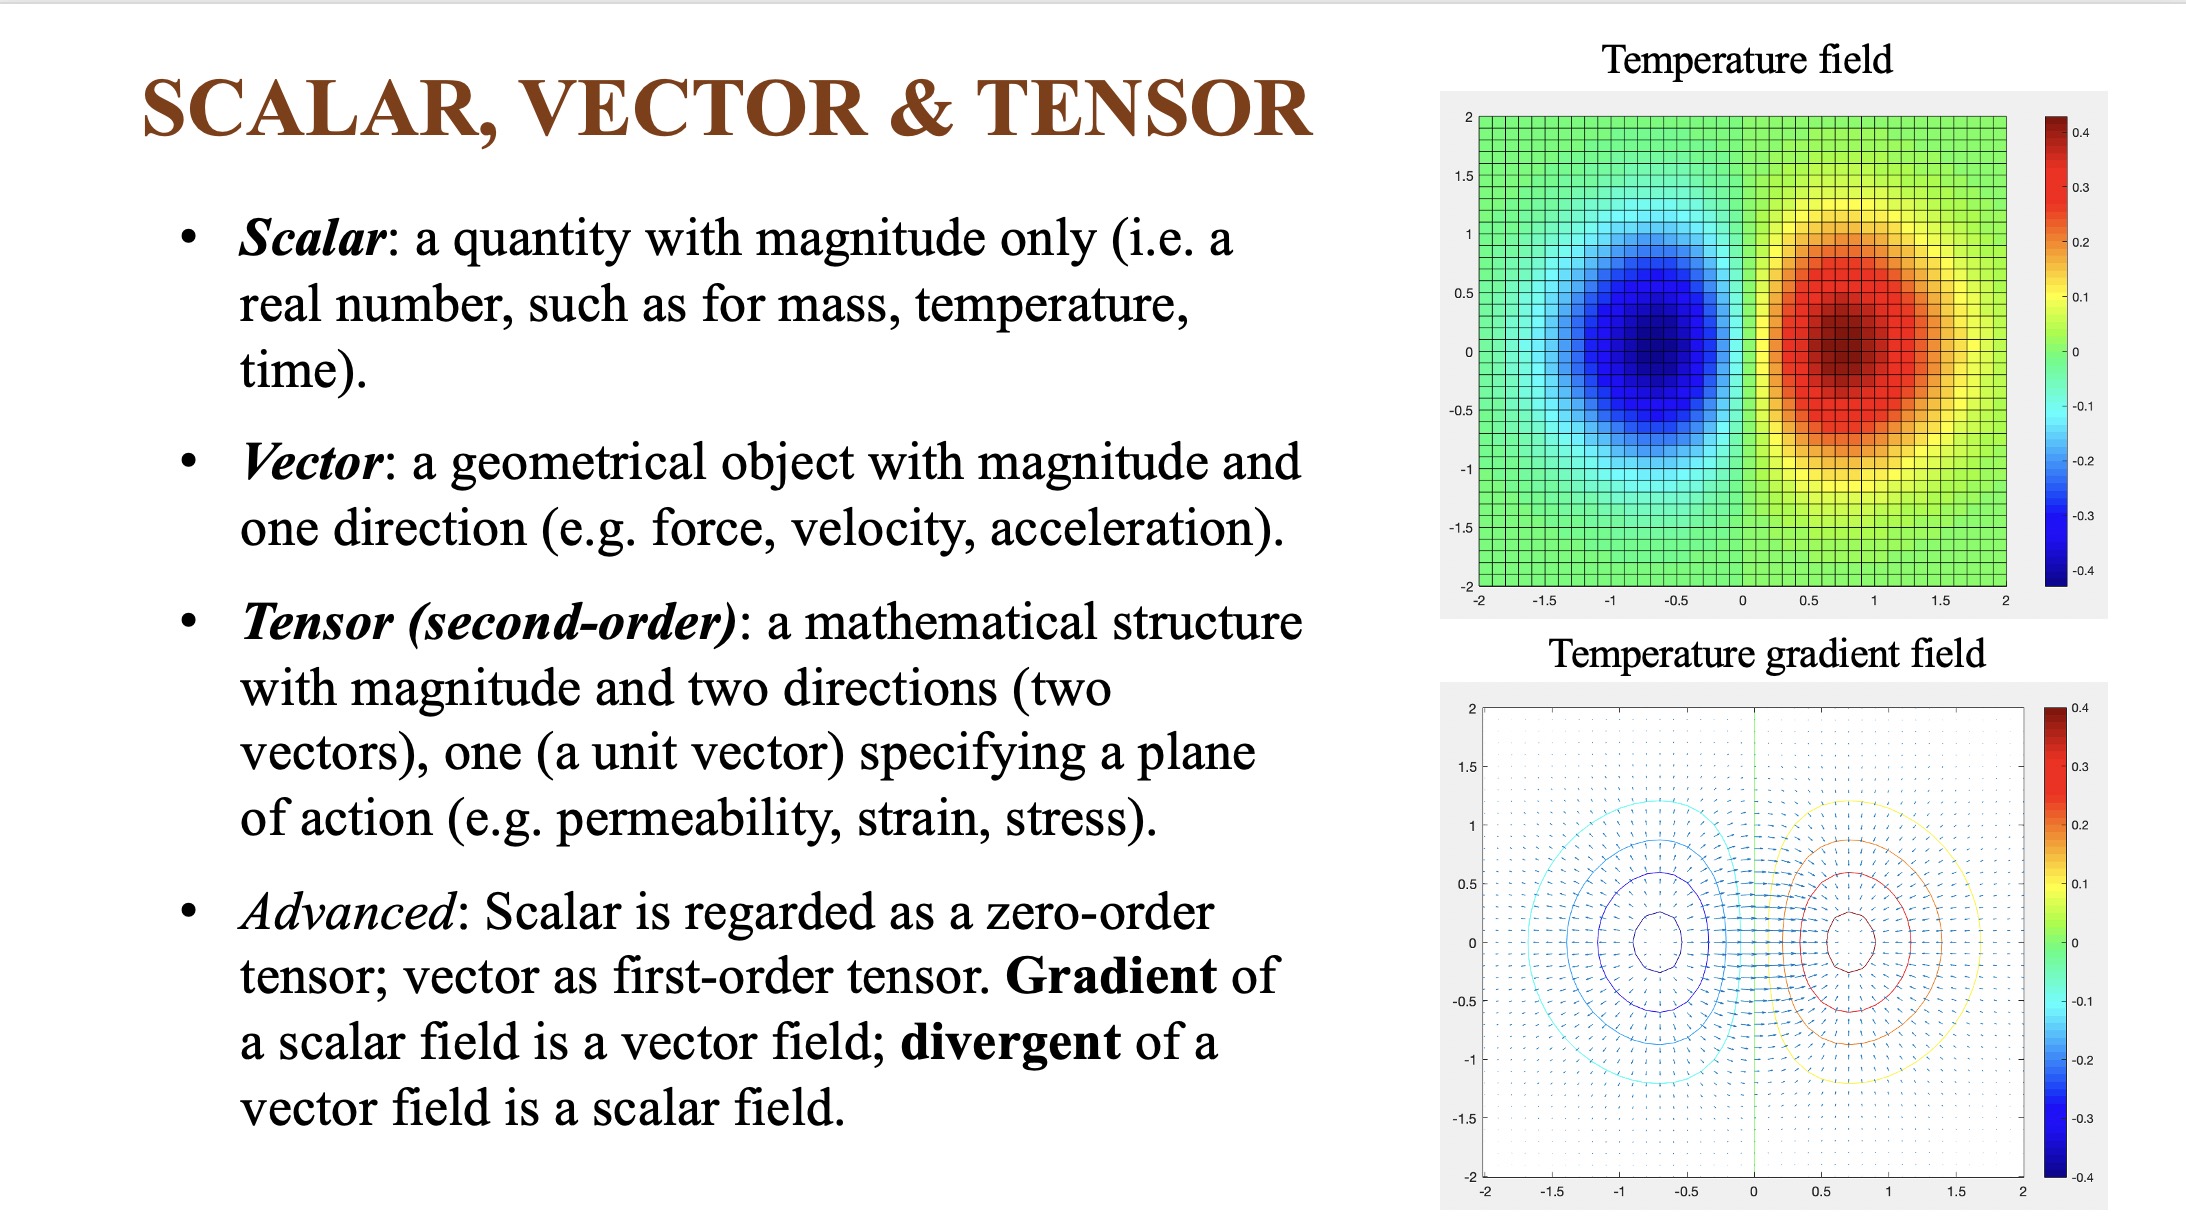 SCALAR, VECTOR & TENSOR
• Scalar: a quantity with magnitude only (i.e. a
real number, such as for mass, temperature,
time).
• Vector: a geometrical object with magnitude and
one direction (e.g. force, velocity, acceleration).
• Tensor (second-order): a mathematical structure
with magnitude and two directions (two
vectors), one (a unit vector) specifying a plane
of action (e.g. permeability, strain, stress).
• Advanced: Scalar is regarded as a zero-order
tensor; vector as first-order tensor. Gradient of
a scalar field is a vector field; divergent of a
vector field is a scalar field.
Temperature field
2
1.5
1
0.5
0
-0.5
-1
-1.5
-2
-2 -1.5 -1 -0.5 0 0.5 1 1.5 2
0.4
0.3
0.2
0.1
0
-0.1
-0.2
-0.3
-0.4
Temperature gradient field
2
1.5
1
0.5
0
-0.5
-1
-1.5
-2
-2 -1.5 -1 -0.5 0 0.5 1 1.5 2
0.4
0.3
0.2
0.1
0
-0.1
-0.2
-0.3
-0.4